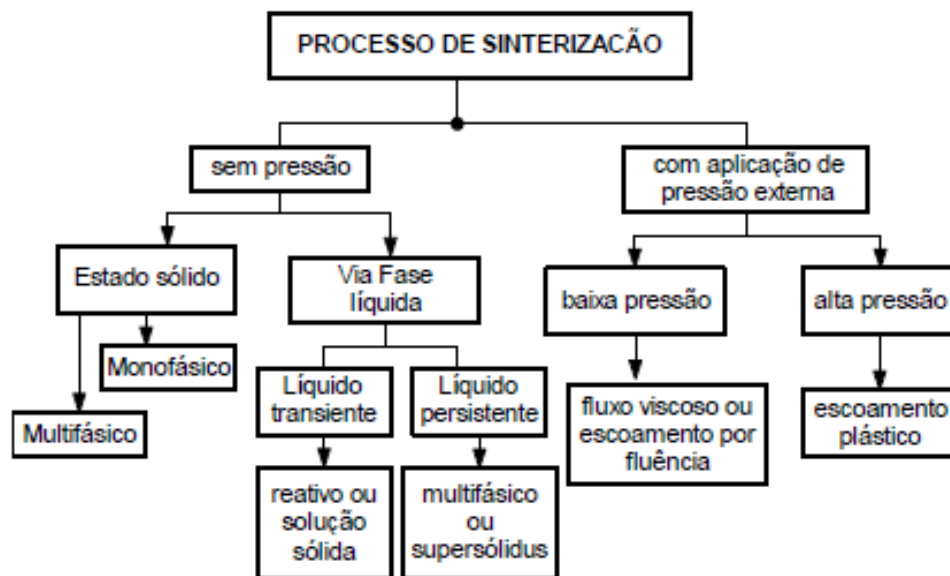 PROCESSO DE SINTERIZACÃO
sem pressão
com aplicação de
pressão externa
Estado sólido
Via Fase
líquida
baixa pressão
alta pressão
Monofásico
Multifásico
Líquido
transiente
Líquido
persistente
fluxo viscoso ou
escoamento por
fluência
escoamento
plástico
reativo ou
solução
sólida
multifásico
ou
supersólidus